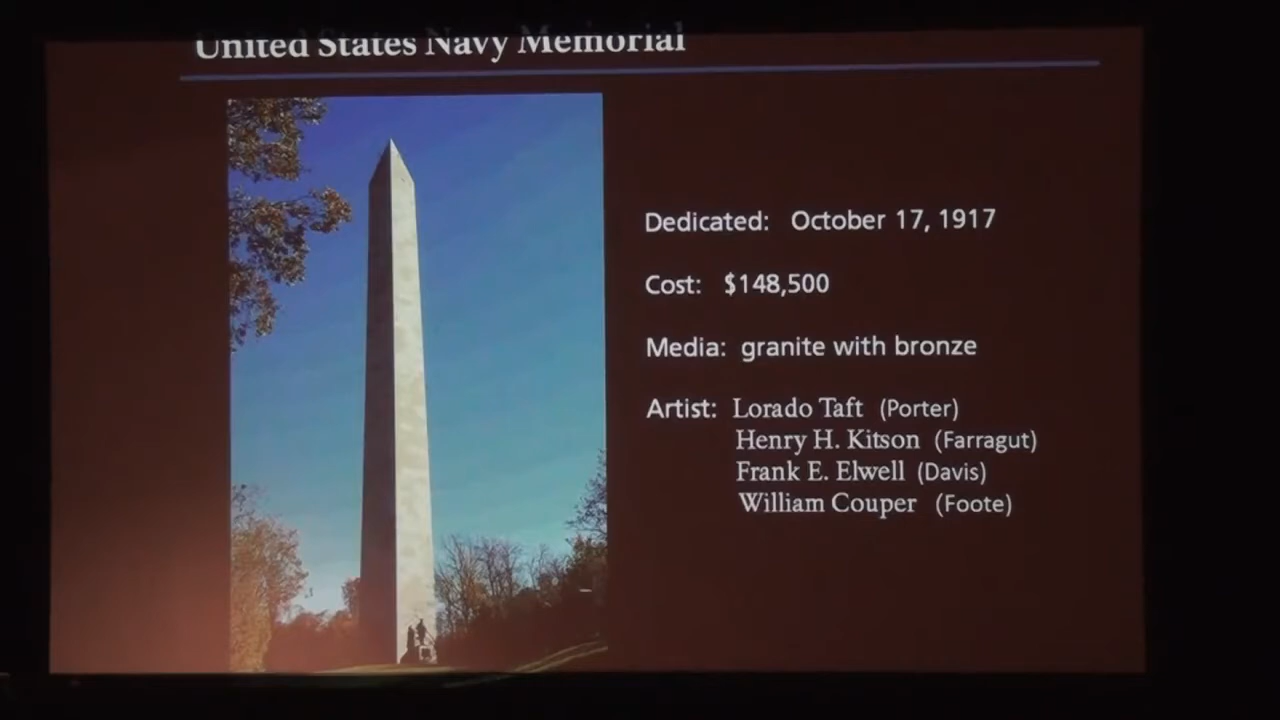 United States Navy Memorial
Dedicated: October 17, 1917
Cost: $148,500
Media: granite with bronze
Artist: Lorado Taft (Porter)
Henry H. Kitson (Farragut)
Frank E. Elwell (Davis)
William Couper (Foote)